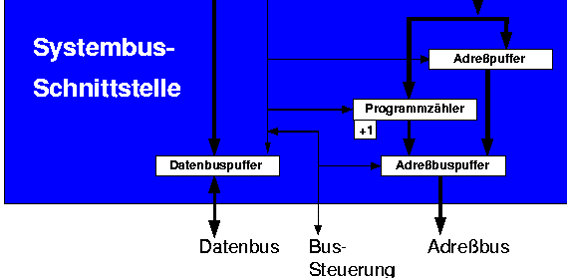 Systembus-
Schnittstelle
Adreßpuffer
Programmzähler
+1
Datenbuspuffer
Adreßbuspuffer
Datenbus
Bus-
Steuerung
Adreßbus